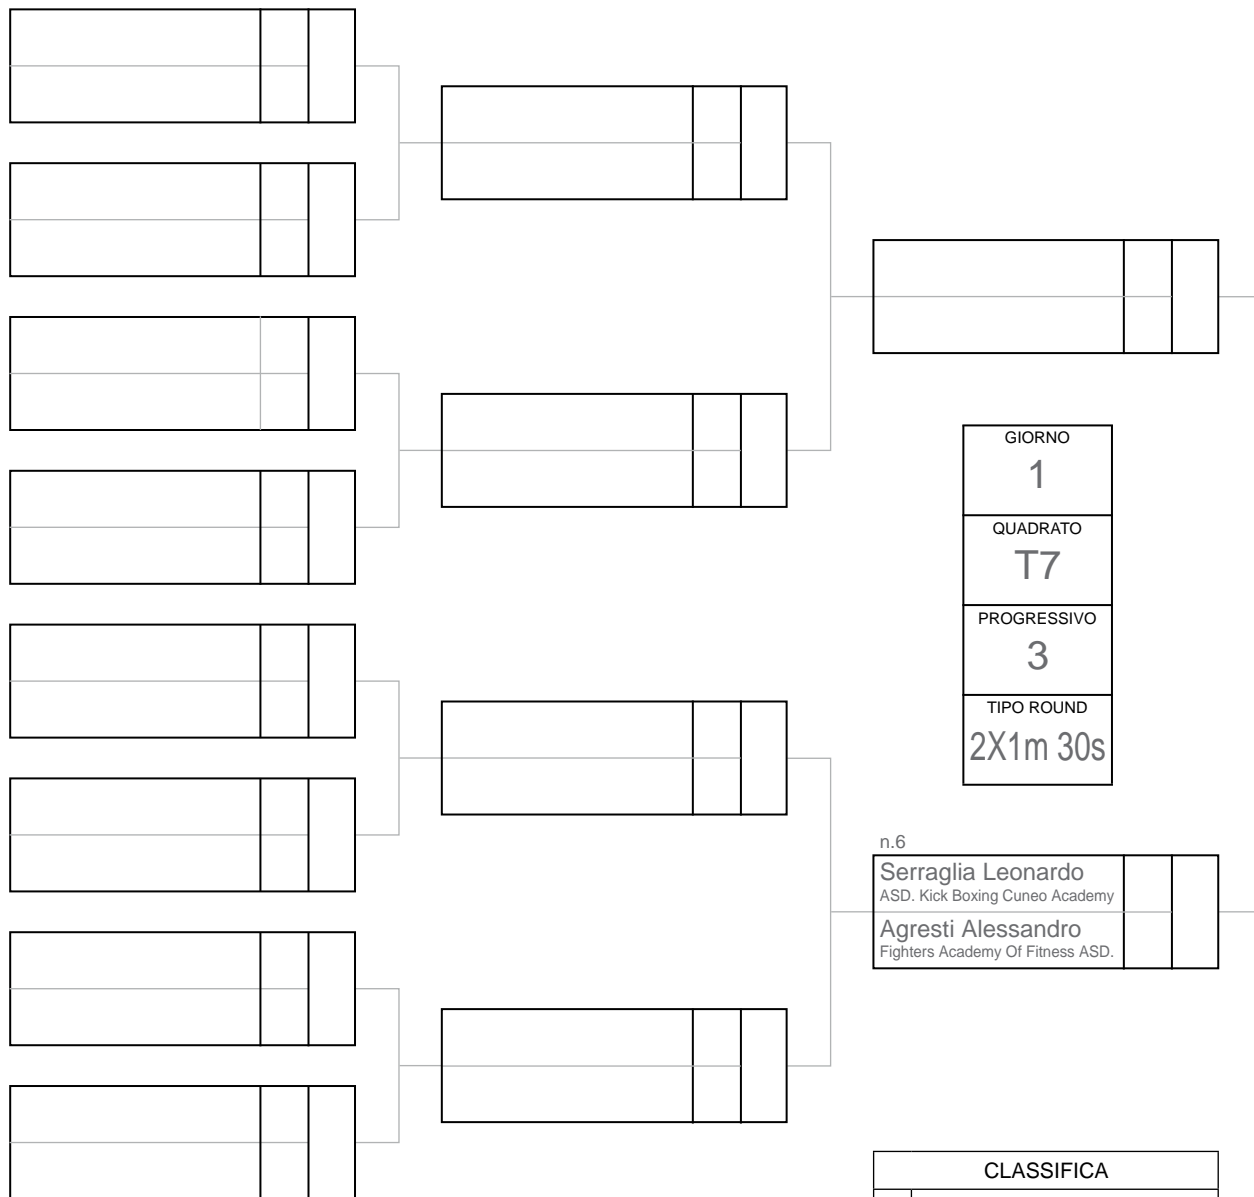 GIORNO
1
QUADRATO
T7
PROGRESSIVO
3
TIPO ROUND
2X1m 30s
n.6
Serraglia Leonardo
ASD. Kick Boxing Cuneo Academy
Agresti Alessandro
Fighters Academy Of Fitness ASD.
CLASSIFICA